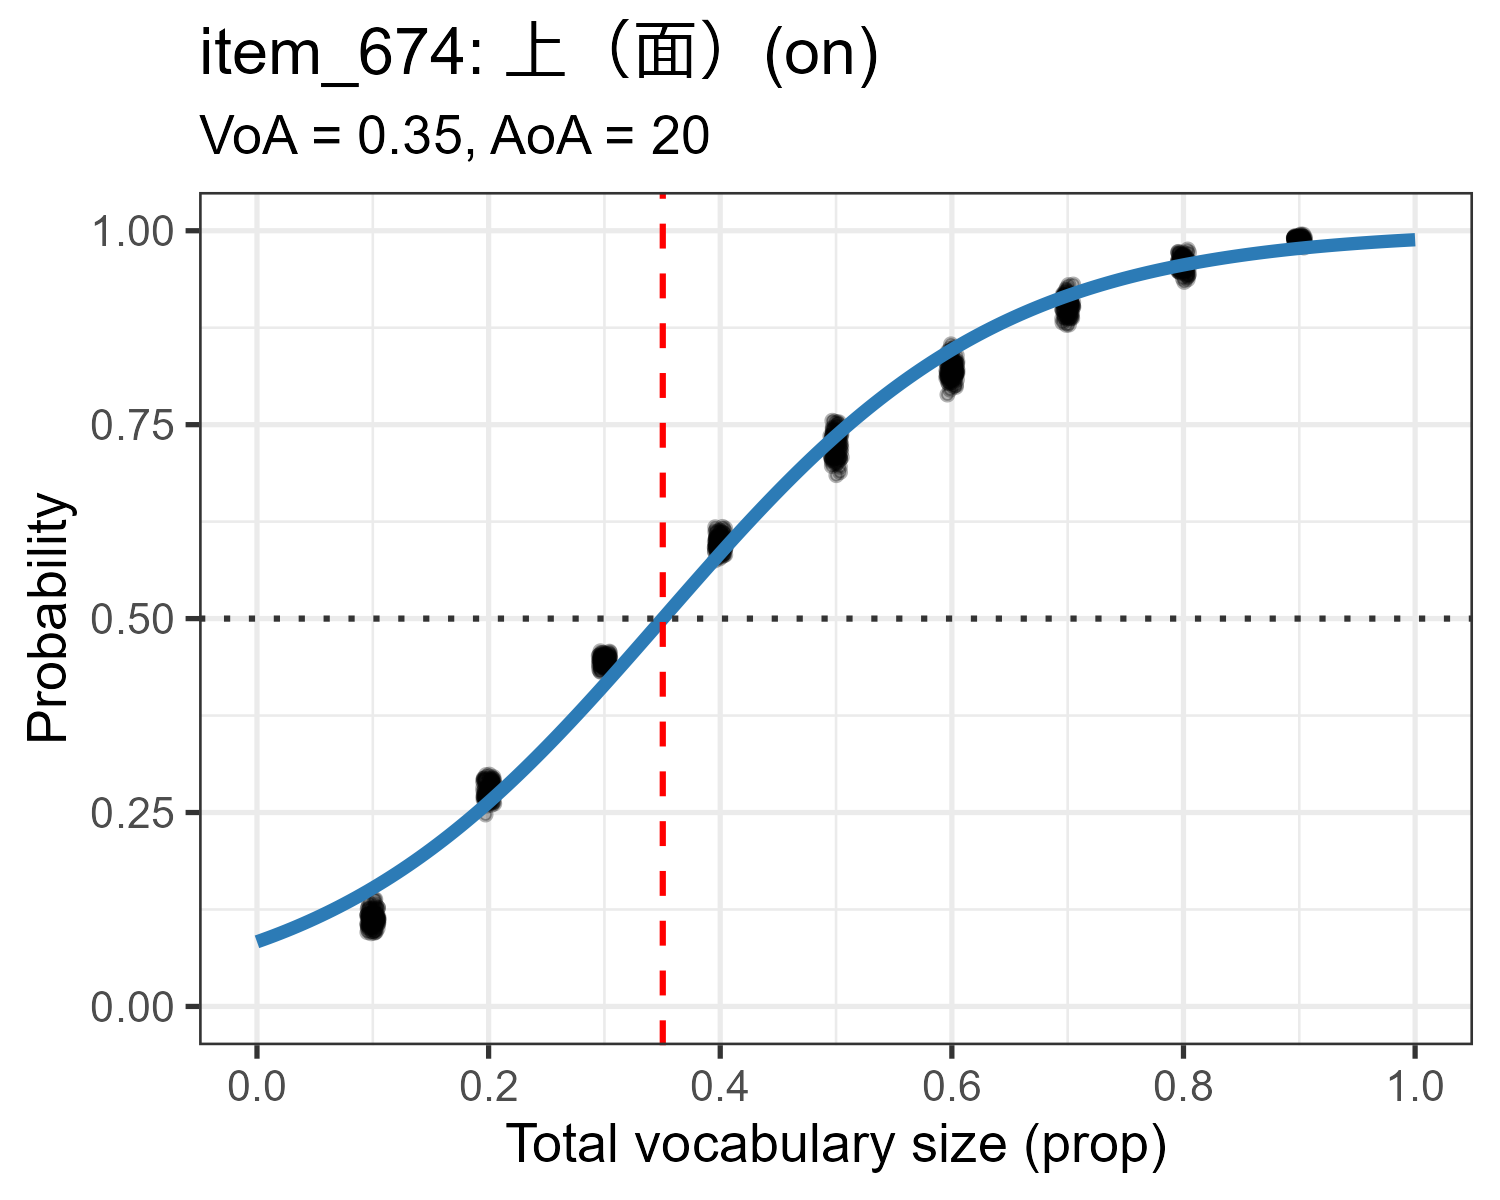 item_674: 上（面）(on)
VoA = 0.35, AoA = 20
1.00
0.75
0.50
0.25
0.00
Probability
0.0 0.2 0.4 0.6 0.8 1.0
Total vocabulary size (prop)